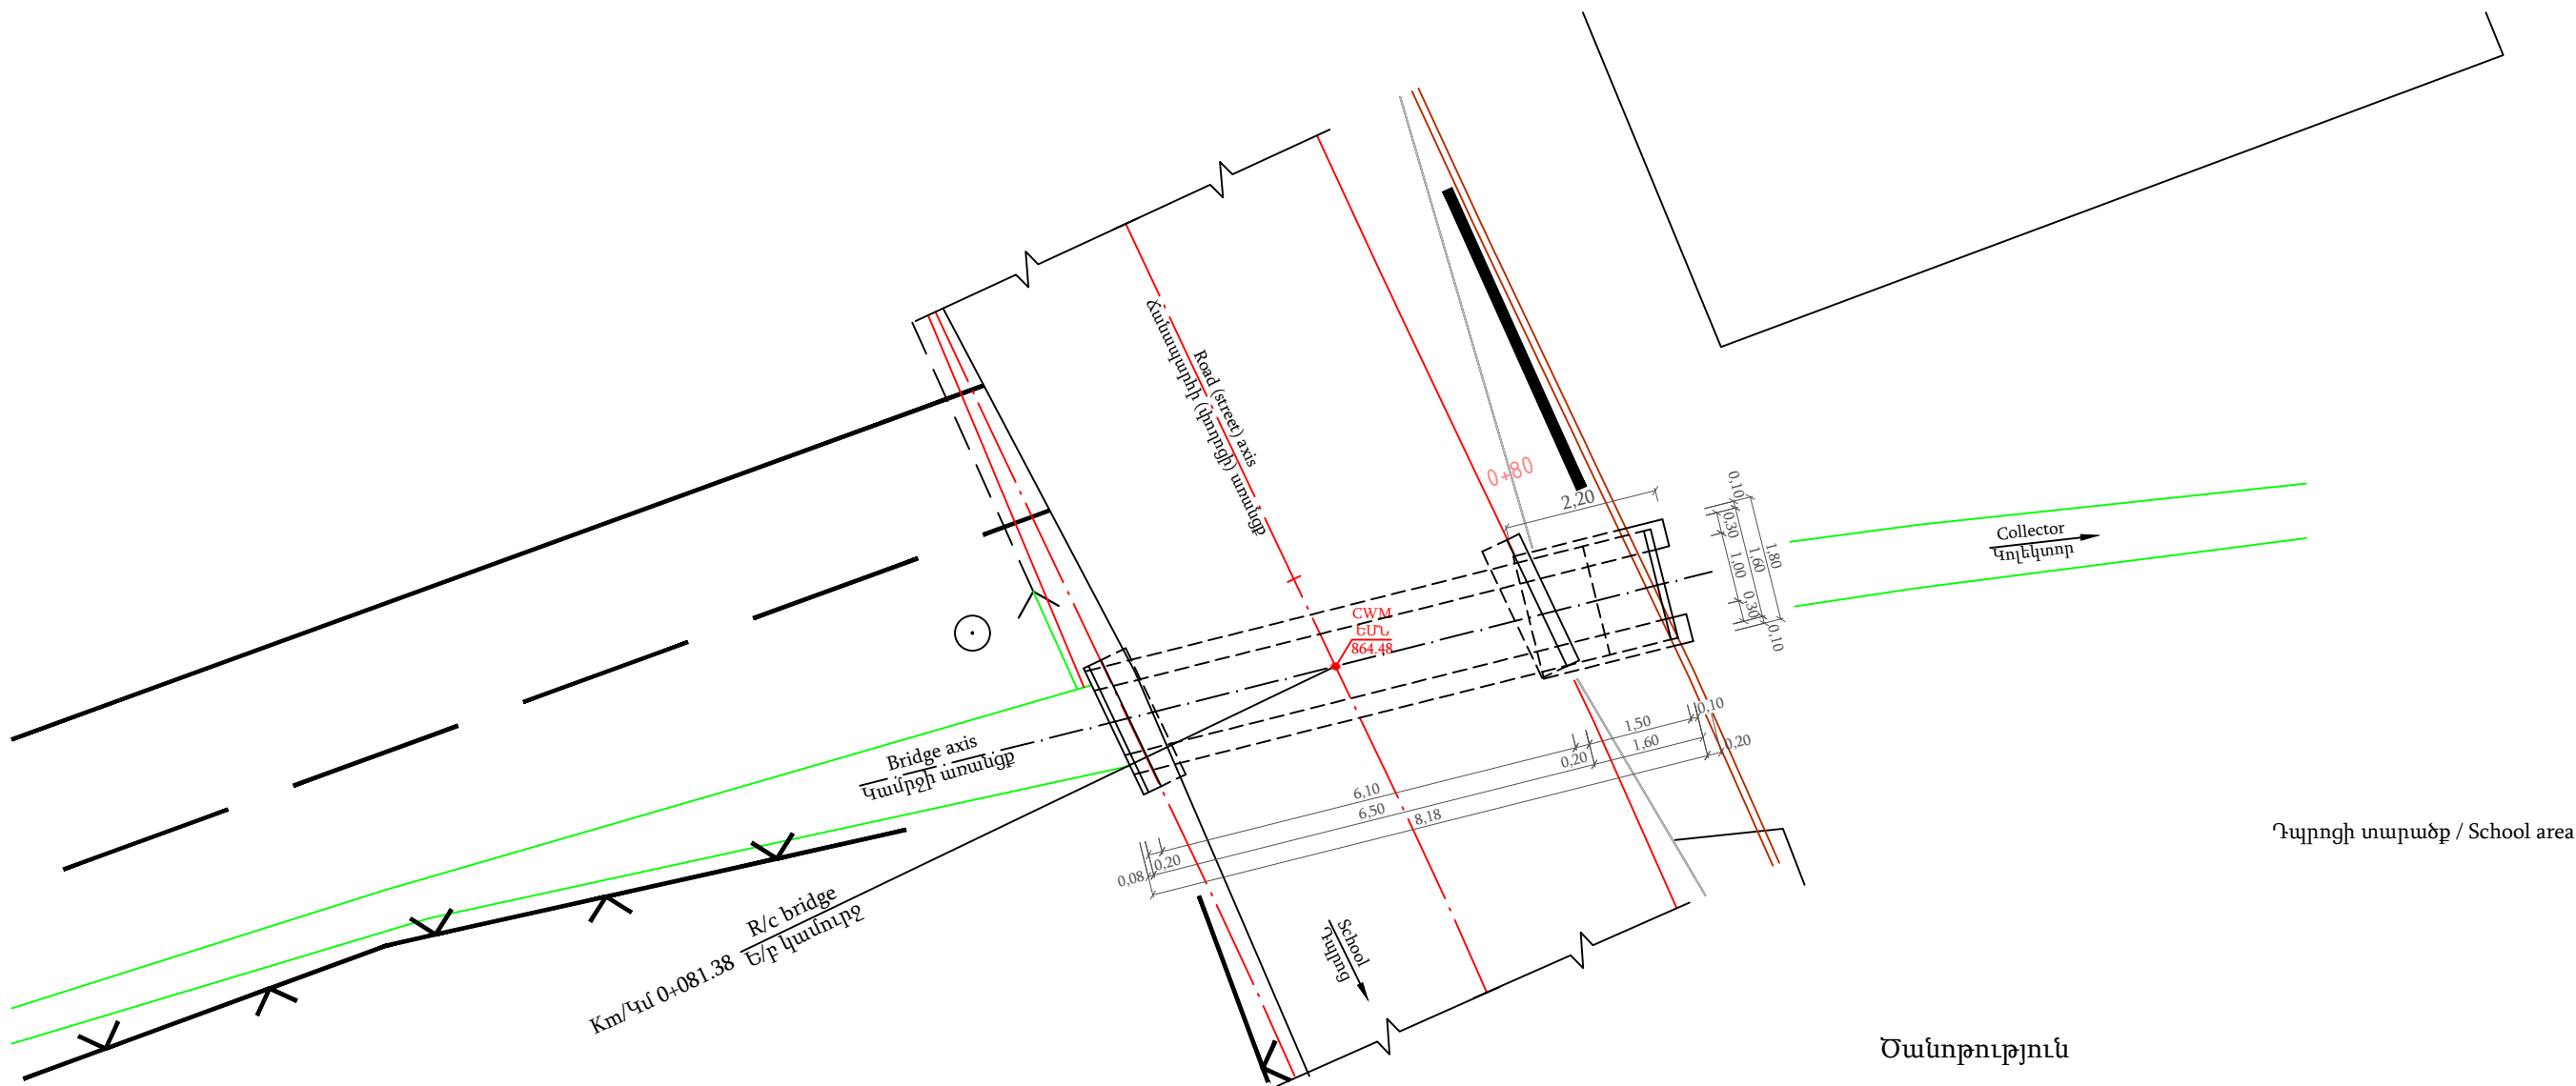 Road (street) axis
Ճանապարհի (փողոցի) առանցք
0+80
2,20
0,10
0,30
1,00
0,30
0,10
1,60
1,80
Collector
Կոլեկտոր
CWM
ԵՄՆ
864.48
Bridge axis
Կամրջի առանցք
0,10
1,50
0,20
1,60
0,20
6,10
6,50
8,18
0,20
0,08
Դպրոցի տարածք / School area
R/c bridge
Km/Կմ 0+081.38
Ե/բ կամուրջ
School
Դպրոց
Ծանոթություն